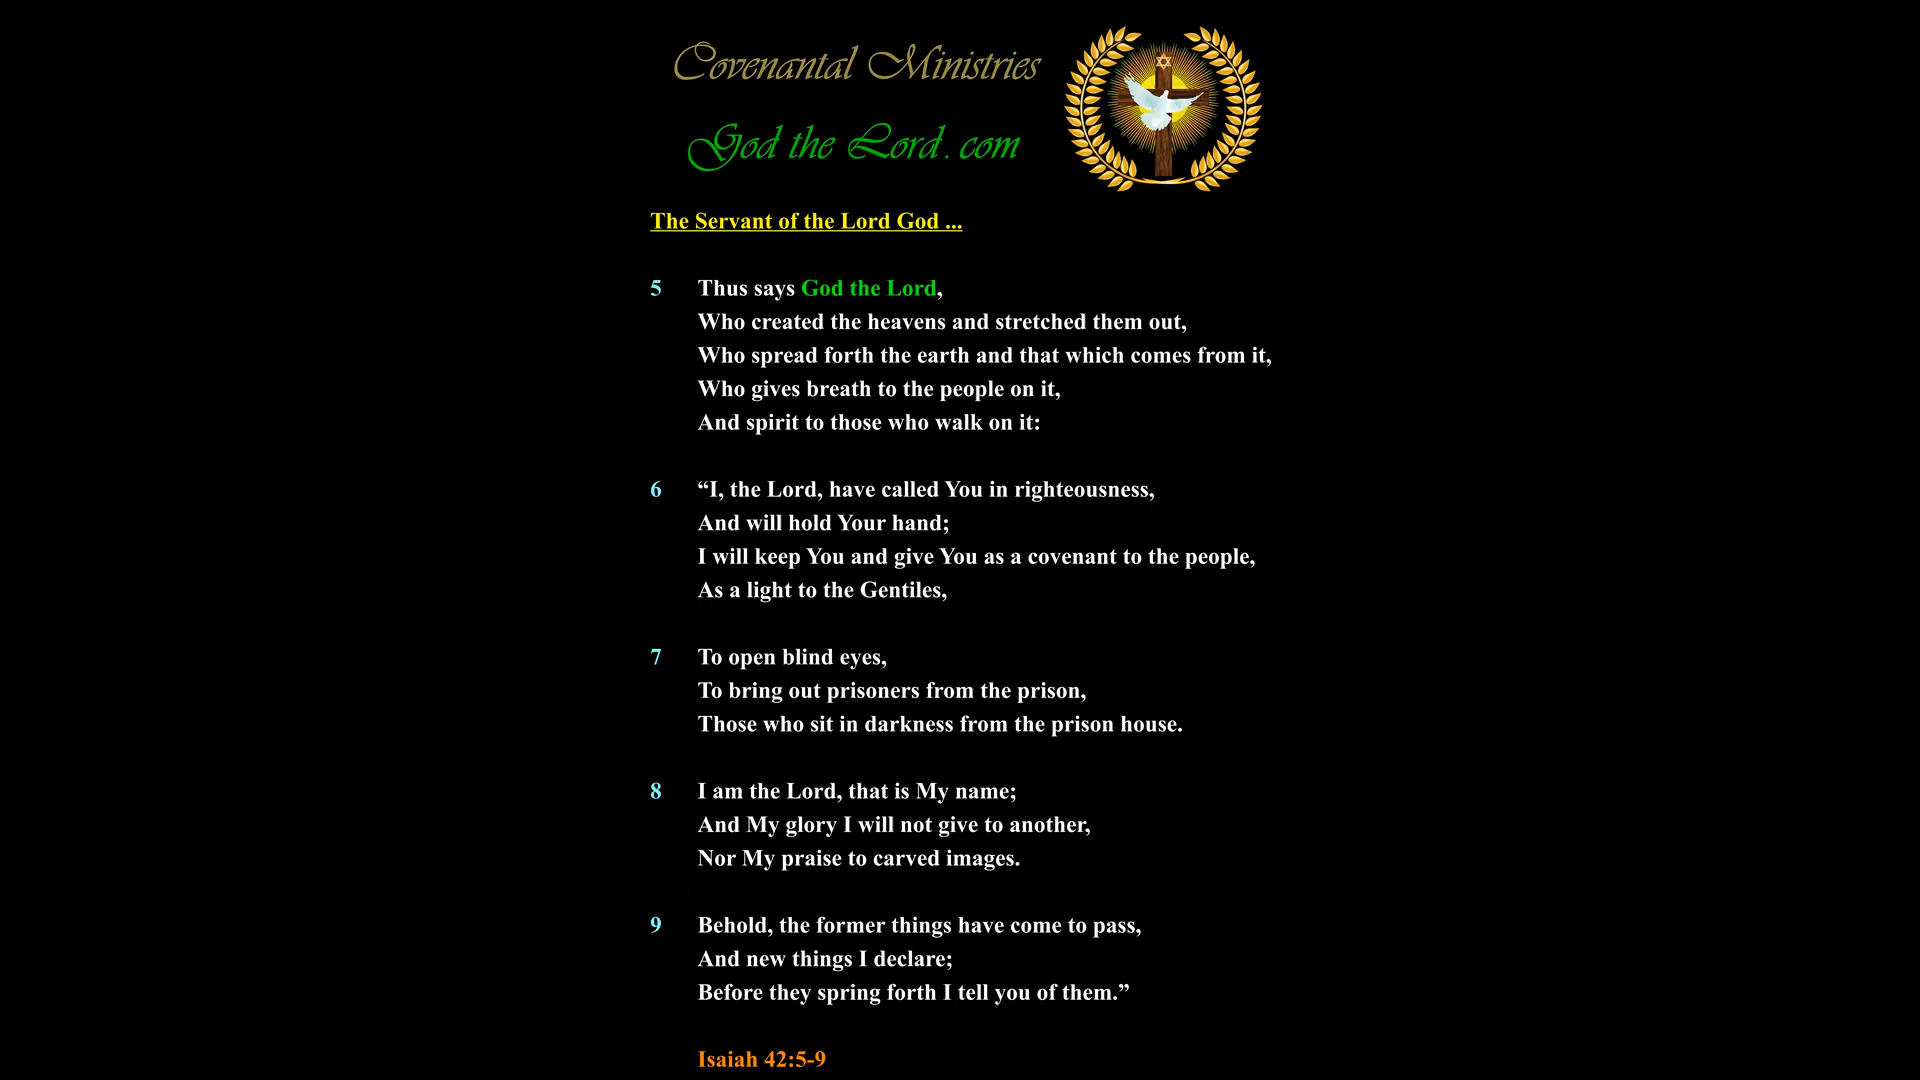 Covenantal Ministries
God the Lord . com
The Servant of the Lord God ...
5 Thus says God the Lord,
Who created the heavens and stretched them out,
Who spread forth the earth and that which comes from it,
Who gives breath to the people on it,
And spirit to those who walk on it:
6 “I, the Lord, have called You in righteousness,
And will hold Your hand;
I will keep You and give You as a covenant to the people,
As a light to the Gentiles,
7 To open blind eyes,
To bring out prisoners from the prison,
Those who sit in darkness from the prison house.
8 I am the Lord, that is My name;
And My glory I will not give to another,
Nor My praise to carved images.
9 Behold, the former things have come to pass,
And new things I declare;
Before they spring forth I tell you of them.”
Isaiah 42:5-9